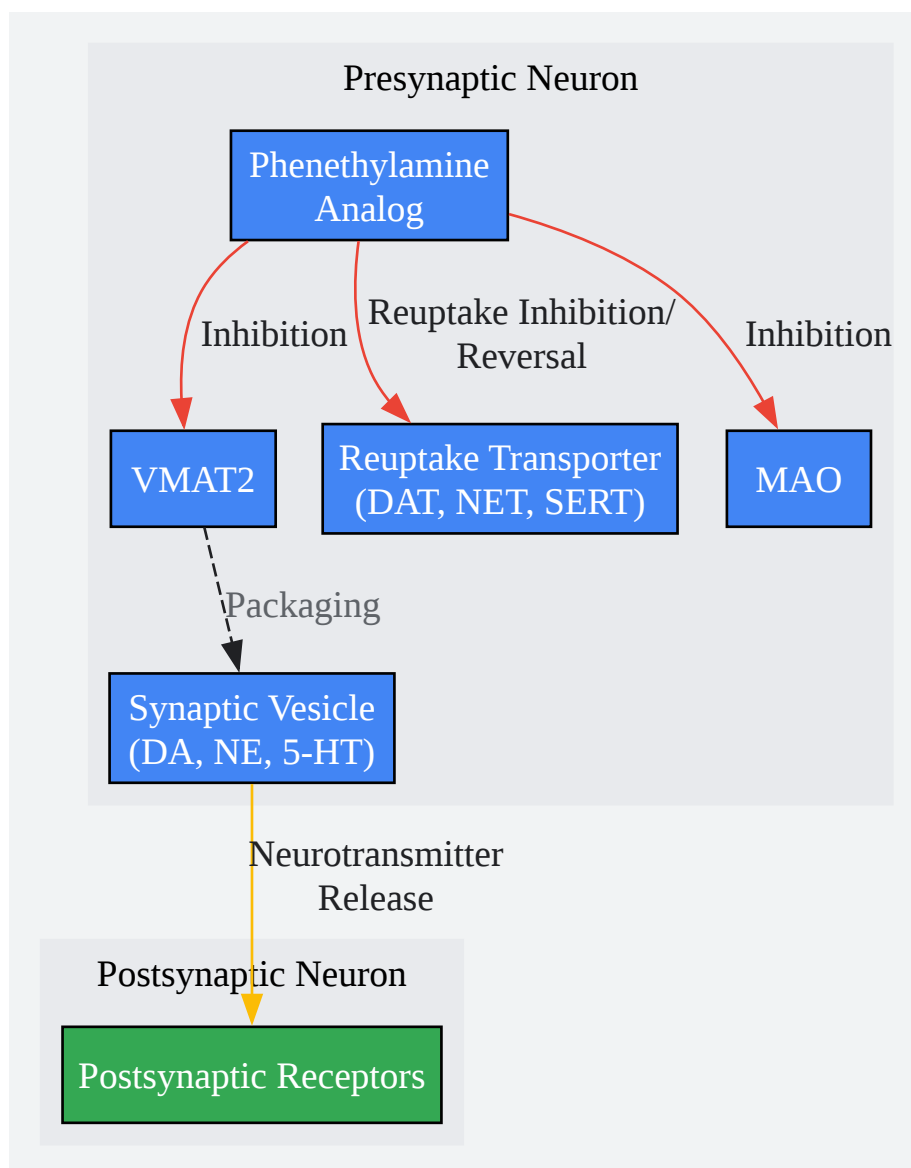 Presynaptic Neuron
Phenethylamine
Analog
Inhibition
Reuptake Inhibition/
Reversal
Inhibition
VMAT2
Reuptake Transporter
(DAT, NET, SERT)
MAO
Packaging
Synaptic Vesicle
(DA, NE, 5-HT)
Neurotransmitter
Release
Postsynaptic Neuron
Postsynaptic Receptors